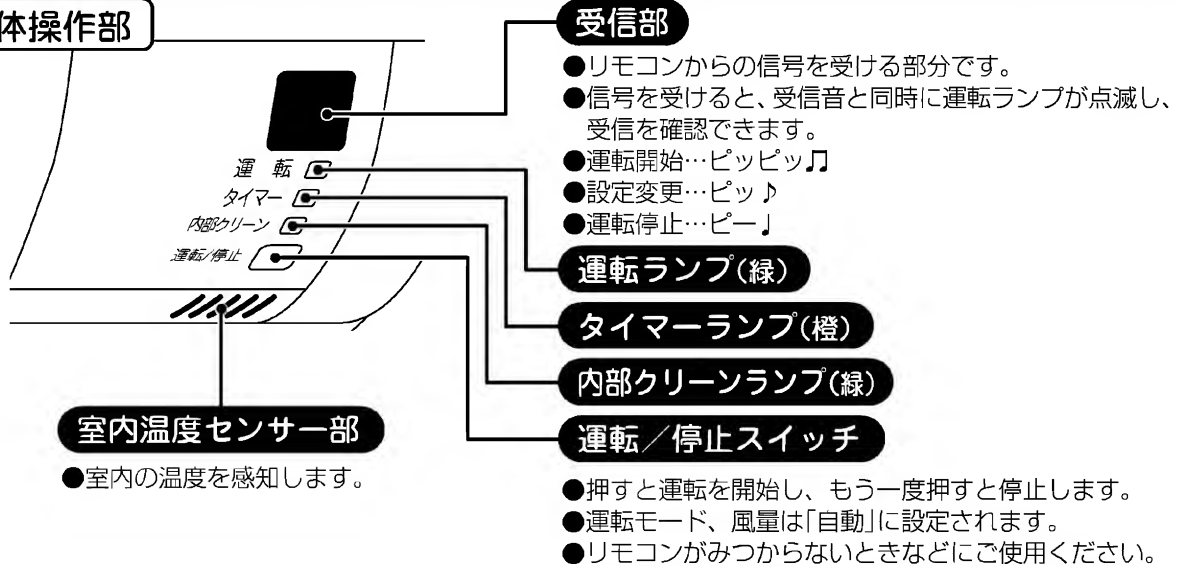 体操作部
受信部
●リモコンからの信号を受ける部分です。
●信号を受けると、受信音と同時に運転ランプが点滅し、
受信を確認できます。
●運転開始…ピッピッ♫
●設定変更…ピッ♪
●運転停止…ピー♩
運転
タイマー
内部クリーン
運転/停止
運転ランプ(緑)
タイマーランプ(橙)
内部クリーンランプ(緑)
運転／停止スイッチ
●押すと運転を開始し、もう一度押すと停止します。
●運転モード、風量は「自動」に設定されます。
●リモコンがみつからないときなどにご使用ください。
室内温度センサー部
●室内の温度を感知します。